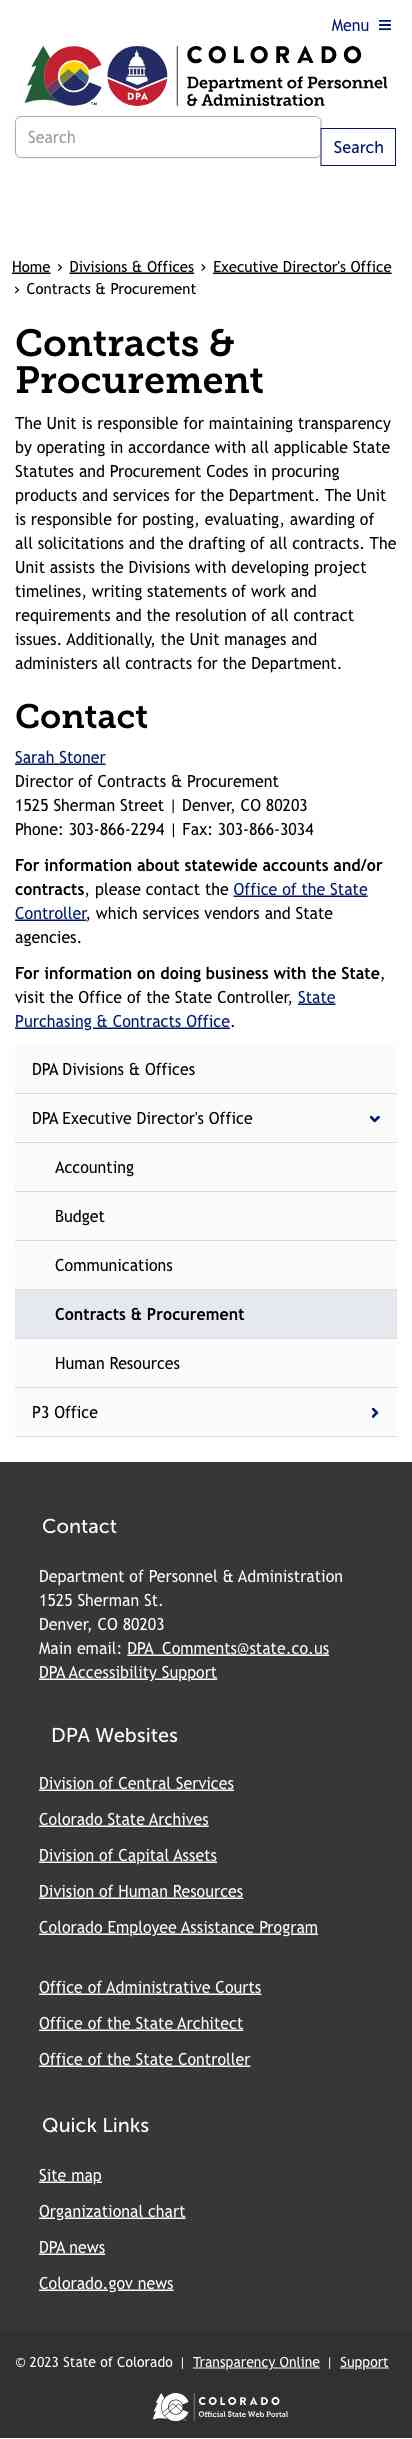 Menu
COLORADO
Department of Personnel
& Administration
DPA
TM
Search
Search
Home › Divisions & Offices › Executive Director's Office
› Contracts & Procurement
Contracts &
Procurement
The Unit is responsible for maintaining transparency
by operating in accordance with all applicable State
Statutes and Procurement Codes in procuring
products and services for the Department. The Unit
is responsible for posting, evaluating, awarding of
all solicitations and the drafting of all contracts. The
Unit assists the Divisions with developing project
timelines, writing statements of work and
requirements and the resolution of all contract
issues. Additionally, the Unit manages and
administers all contracts for the Department.
Contact
Sarah Stoner
Director of Contracts & Procurement
1525 Sherman Street | Denver, CO 80203
Phone: 303-866-2294 | Fax: 303-866-3034
For information about statewide accounts and/or
contracts, please contact the Office of the State
Controller, which services vendors and State
agencies.
For information on doing business with the State,
visit the Office of the State Controller, State
Purchasing & Contracts Office.
DPA Divisions & Offices
DPA Executive Director's Office
Accounting
Budget
Communications
Contracts & Procurement
Human Resources
P3 Office
Contact
Department of Personnel & Administration
1525 Sherman St.
Denver, CO 80203
Main email: DPA_Comments@state.co.us
DPA Accessibility Support
DPA Websites
Division of Central Services
Colorado State Archives
Division of Capital Assets
Division of Human Resources
Colorado Employee Assistance Program
Office of Administrative Courts
Office of the State Architect
Office of the State Controller
Quick Links
Site map
Organizational chart
DPA news
Colorado.gov news
© 2023 State of Colorado | Transparency Online | Support
COLORADO
Official State Web Portal